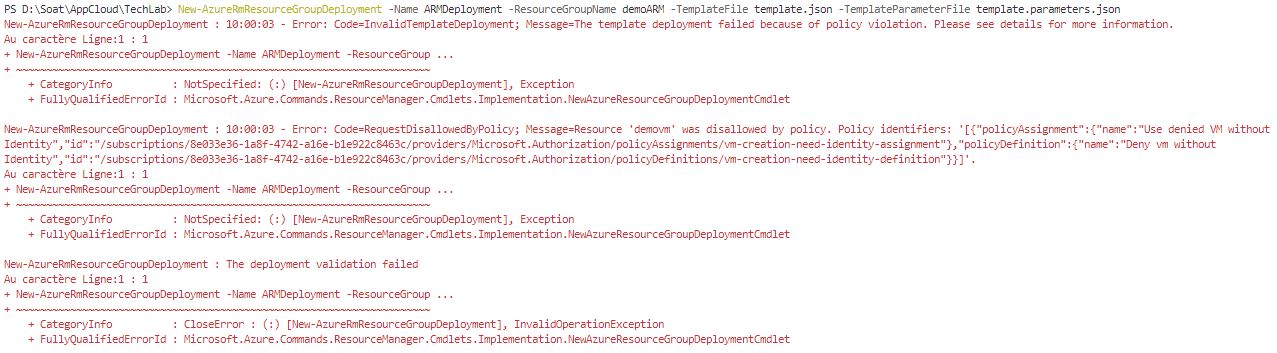 PS D:\Soat\AppCloud\TechLab> New-AzureRmResourceGroupDeployment -Name ARMDeployment -ResourceGroupName demoARM -TemplateFile template.json -TemplateParameterFile template.parameters.json
New-AzureRmResourceGroupDeployment : 10:00:03 - Error: Code=InvalidTemplateDeployment; Message=The template deployment failed because of policy violation. Please see details for more information.
Au caractère Ligne:1 : 1
+ New-AzureRmResourceGroupDeployment -Name ARMDeployment -ResourceGroup ...
+ ~~~~~~~~~~~~~~~~~~~~~~~~~~~~~~~~~~~~~~~~~~~~~~~~~~~~~~~~~~~~~~~~~~~~~
    + CategoryInfo          : NotSpecified: (:) [New-AzureRmResourceGroupDeployment], Exception
    + FullyQualifiedErrorId : Microsoft.Azure.Commands.ResourceManager.Cmdlets.Implementation.NewAzureResourceGroupDeploymentCmdlet

New-AzureRmResourceGroupDeployment : 10:00:03 - Error: Code=RequestDisallowedByPolicy; Message=Resource 'demovm' was disallowed by policy. Policy identifiers: '[{"policyAssignment":{"name":"Use denied VM without
Identity","id":"/subscriptions/8e033e36-1a8f-4742-a16e-b1e922c8463c/providers/Microsoft.Authorization/policyAssignments/vm-creation-need-identity-assignment"},"policyDefinition":{"name":"Deny vm without
Identity","id":"/subscriptions/8e033e36-1a8f-4742-a16e-b1e922c8463c/providers/Microsoft.Authorization/policyDefinitions/vm-creation-need-identity-definition"}}]'.
Au caractère Ligne:1 : 1
+ New-AzureRmResourceGroupDeployment -Name ARMDeployment -ResourceGroup ...
+ ~~~~~~~~~~~~~~~~~~~~~~~~~~~~~~~~~~~~~~~~~~~~~~~~~~~~~~~~~~~~~~~~~~~~~
    + CategoryInfo          : NotSpecified: (:) [New-AzureRmResourceGroupDeployment], Exception
    + FullyQualifiedErrorId : Microsoft.Azure.Commands.ResourceManager.Cmdlets.Implementation.NewAzureResourceGroupDeploymentCmdlet

New-AzureRmResourceGroupDeployment : The deployment validation failed
Au caractère Ligne:1 : 1
+ New-AzureRmResourceGroupDeployment -Name ARMDeployment -ResourceGroup ...
+ ~~~~~~~~~~~~~~~~~~~~~~~~~~~~~~~~~~~~~~~~~~~~~~~~~~~~~~~~~~~~~~~~~~~~~
    + CategoryInfo          : CloseError : (:) [New-AzureRmResourceGroupDeployment], InvalidOperationException
    + FullyQualifiedErrorId : Microsoft.Azure.Commands.ResourceManager.Cmdlets.Implementation.NewAzureResourceGroupDeploymentCmdlet